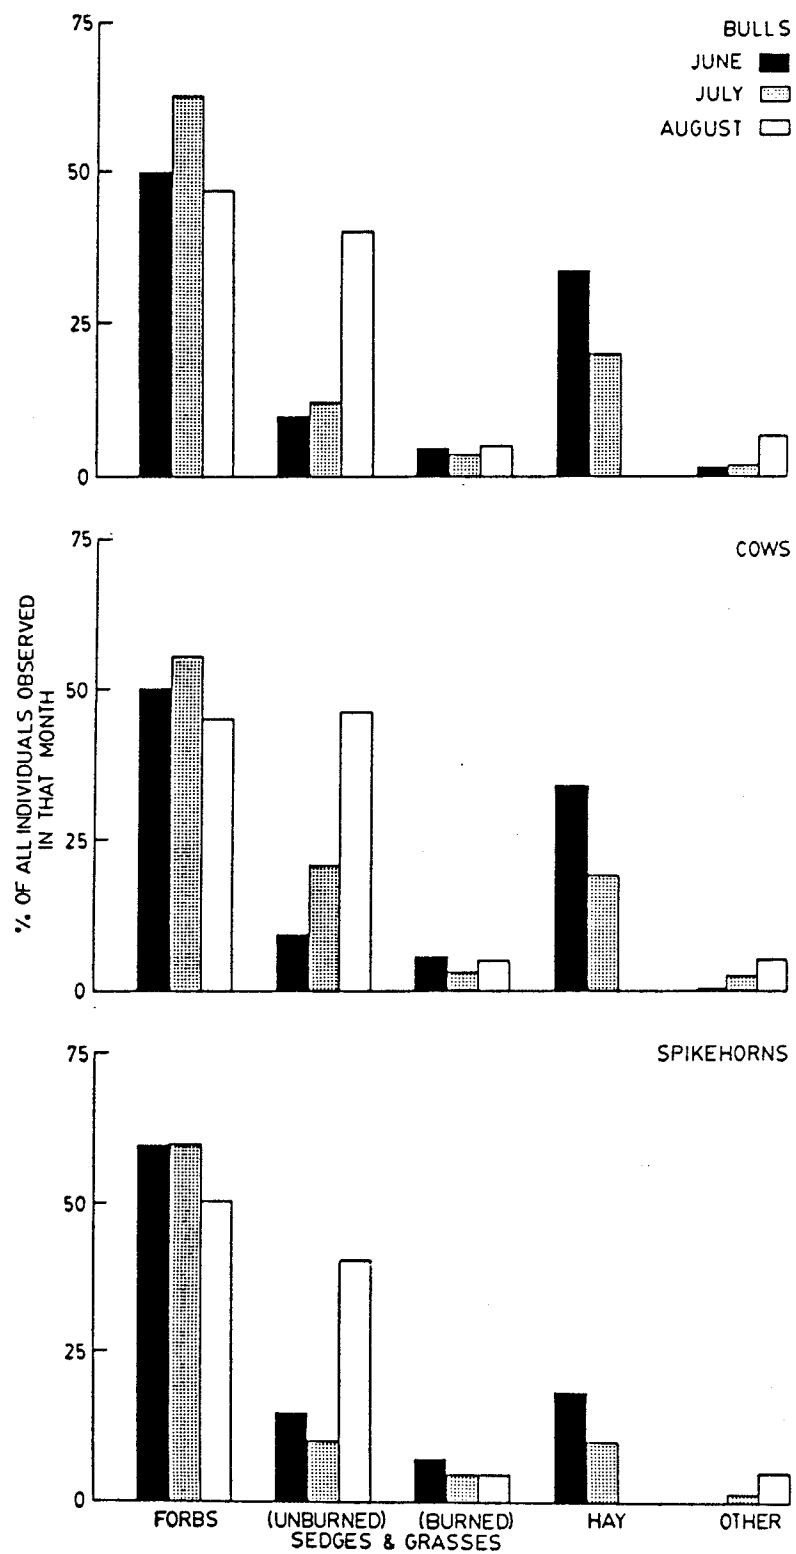 BULLS
JUNE
JULY
AUGUST
75
50
25
0
COWS
75
50
25
0
% OF ALL INDIVIDUALS OBSERVED
IN THAT MONTH
SPIKEHORNS
75
50
25
0
FORBS (UNBURNED) (BURNED) HAY OTHER
SEDGES & GRASSES